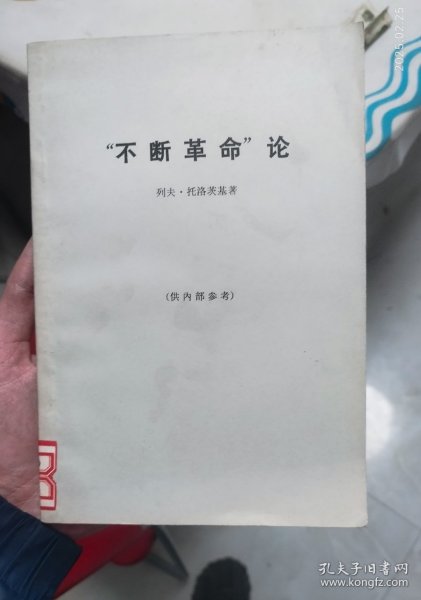 2025.02.25
“不断革命”论
列夫·托洛茨基著
(供内部参考)
孔夫子旧书网
www.kongfz.com